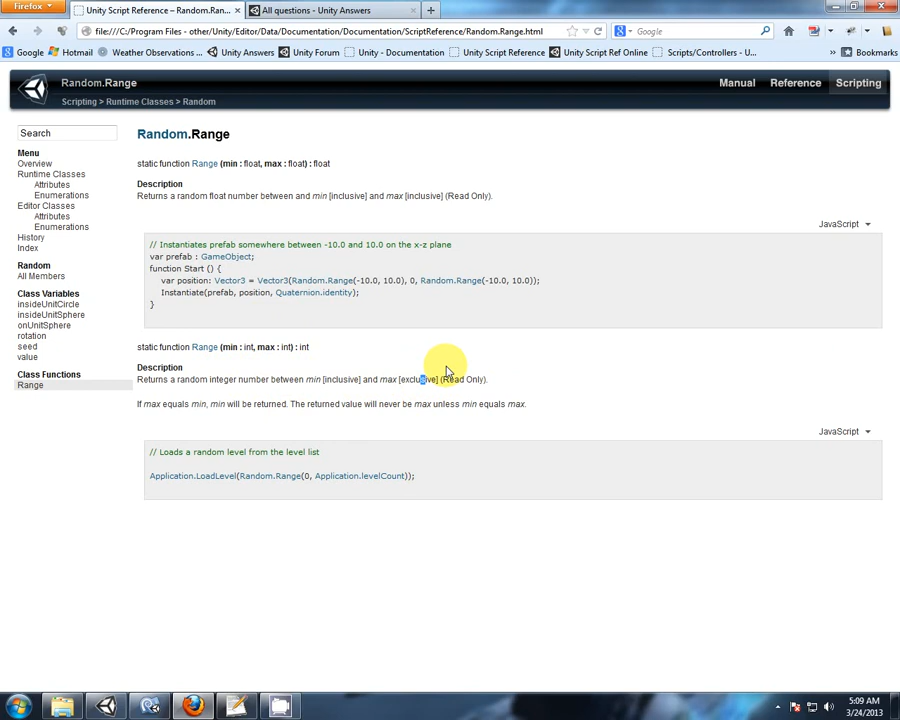 Firefox
Unity Script Reference – Random.Ran...
All questions - Unity Answers
file:///C:/Program Files - other/Unity/Editor/Data/Documentation/Documentation/ScriptReference/Random.Range.html
Google
Google
Hotmail
Weather Observations ...
Unity Answers
Unity Forum
Unity - Documentation
Unity Script Reference
Unity Script Ref Online
Scripts/Controllers - U...
Bookmarks
Random.Range
Manual
Reference
Scripting
Scripting > Runtime Classes > Random
Search
Menu
Overview
Runtime Classes
Attributes
Enumerations
Editor Classes
Attributes
Enumerations
History
Index
Random
All Members
Class Variables
insideUnitCircle
insideUnitSphere
onUnitSphere
rotation
seed
value
Class Functions
Range
Random.Range
static function Range (min : float, max : float) : float
Description
Returns a random float number between and min [inclusive] and max [inclusive] (Read Only).
JavaScript
// Instantiates prefab somewhere between -10.0 and 10.0 on the x-z plane
var prefab : GameObject;
function Start () {
var position: Vector3 = Vector3(Random.Range(-10.0, 10.0), 0, Random.Range(-10.0, 10.0));
Instantiate(prefab, position, Quaternion.identity);
}
static function Range (min : int, max : int) : int
Description
Returns a random integer number between min [inclusive] and max [exclusive] (Read Only).
If max equals min, min will be returned. The returned value will never be max unless min equals max.
JavaScript
// Loads a random level from the level list
Application.LoadLevel(Random.Range(0, Application.levelCount));
5:09 AM
3/24/2013